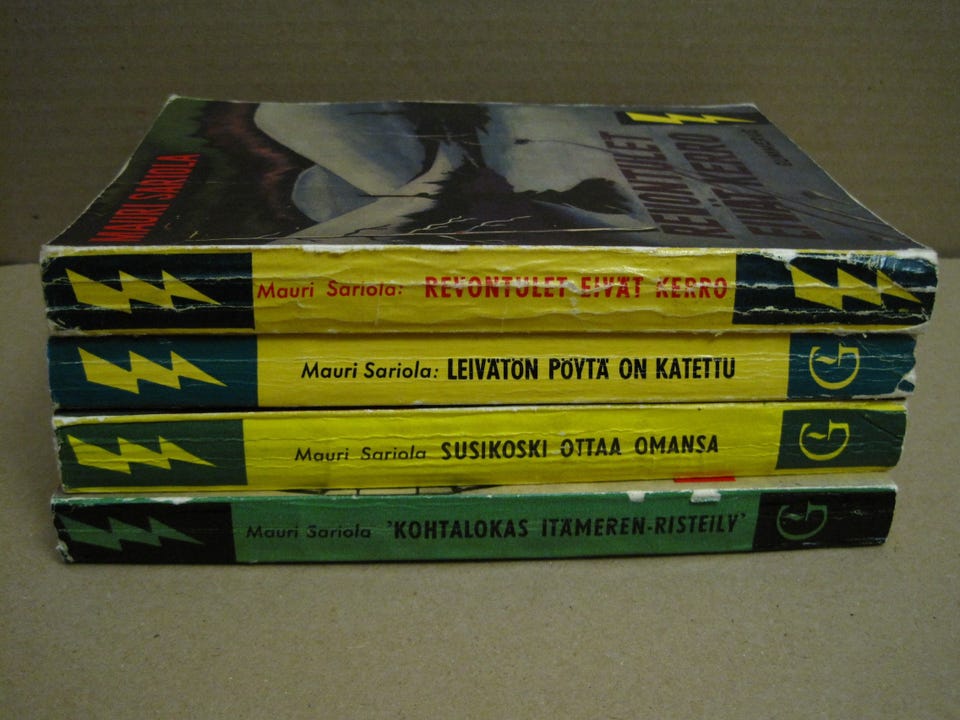 MAURI SARIOLA
REVONTULET
EIVÄT KERRO
Mauri Sariola: REVONTULET EIVÄT KERRO
Mauri Sariola: LEIVÄTÖN PÖYTÄ ON KATETTU
G
Mauri Sariola SUSIKOSKI OTTAA OMANSA
G
Mauri Sariola 'KOHTALOKAS ITÄMEREN-RISTEILY'
G